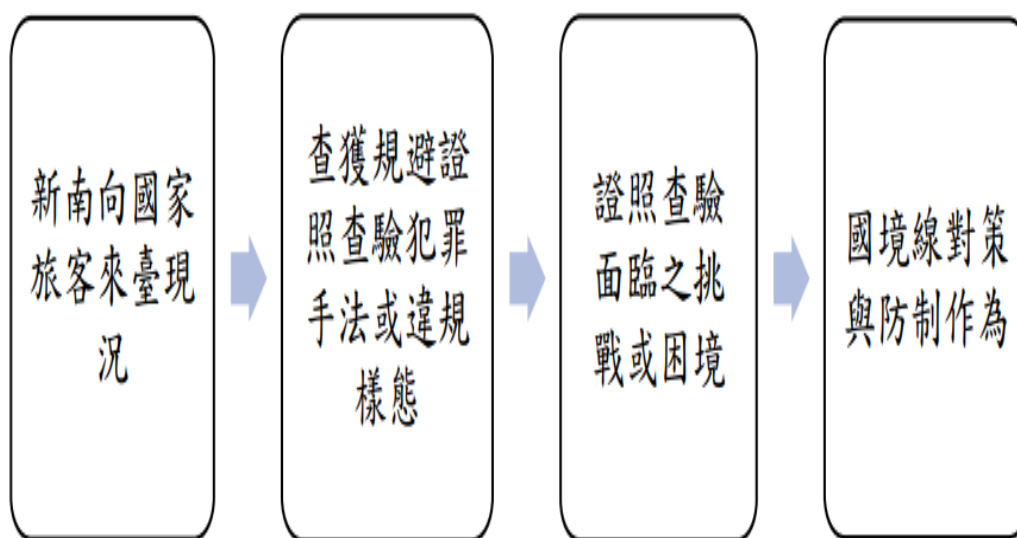 新南向國家
旅客來臺現
況
查獲規避證
照查驗犯罪
手法或違規
樣態
證照查驗
面臨之挑
戰或困境
國境線對策
與防制作為